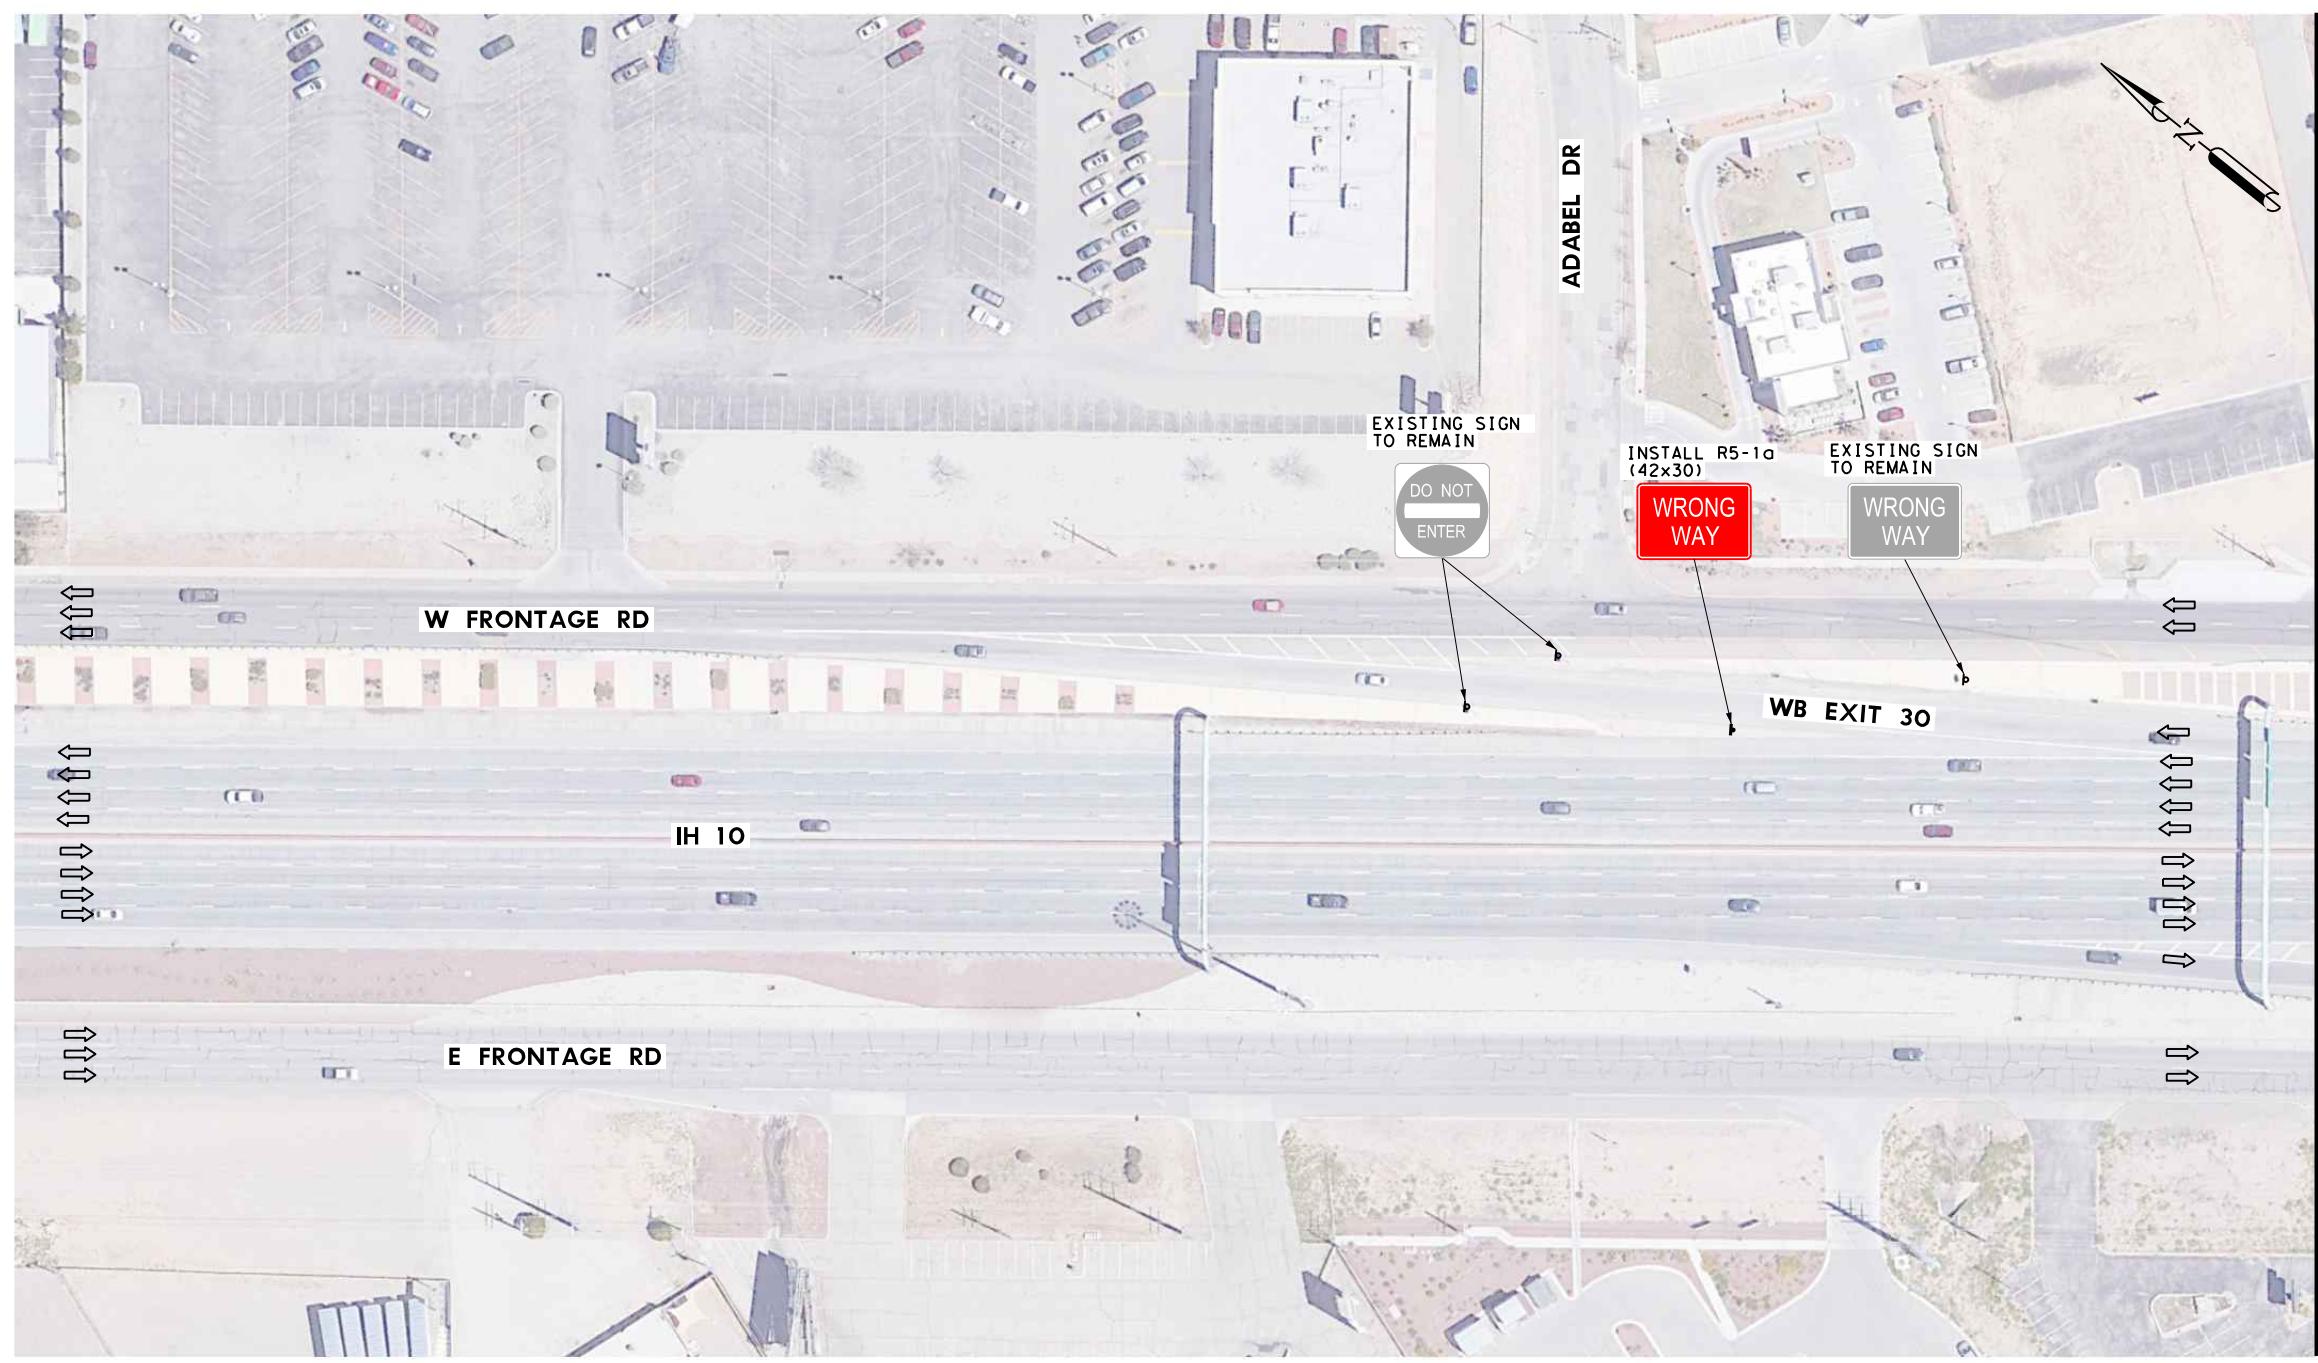 ADABEL DR
N
EXISTING SIGN
TO REMAIN
DO NOT
ENTER
INSTALL R5-1a
(42x30)
WRONG
WAY
EXISTING SIGN
TO REMAIN
WRONG
WAY
W FRONTAGE RD
WB EXIT 30
IH 10
E FRONTAGE RD